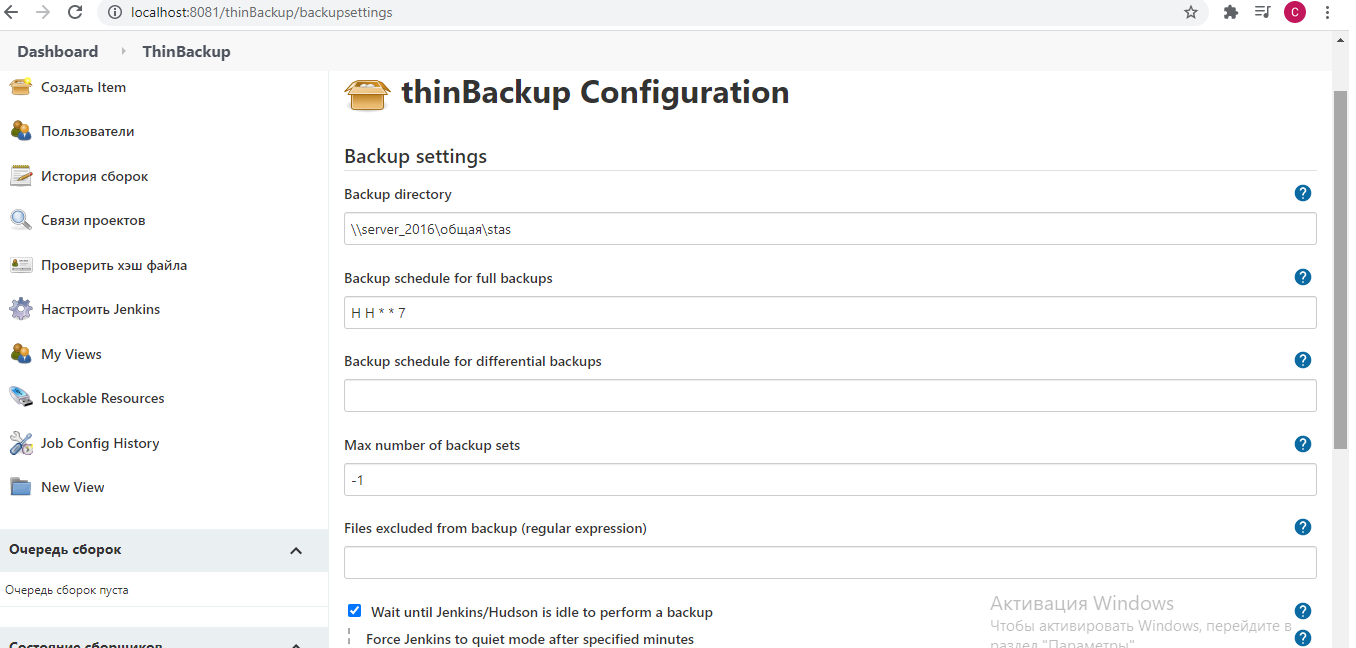 localhost:8081/thinBackup/backupsettings
C
Dashboard
ThinBackup
Создать Item
Пользователи
История сборок
Связи проектов
Проверить хэш файла
Настроить Jenkins
My Views
Lockable Resources
Job Config History
New View
Очередь сборок
Очередь сборок пуста
Состояние сборщиков
thinBackup Configuration
Backup settings
Backup directory
?
\\server_2016\общая\stas
Backup schedule for full backups
?
H H * * 7
Backup schedule for differential backups
?
Max number of backup sets
?
-1
Files excluded from backup (regular expression)
?
Wait until Jenkins/Hudson is idle to perform a backup
?
Force Jenkins to quiet mode after specified minutes
?
Активация Windows
Чтобы активировать Windows, перейдите в
раздел "Параметры".